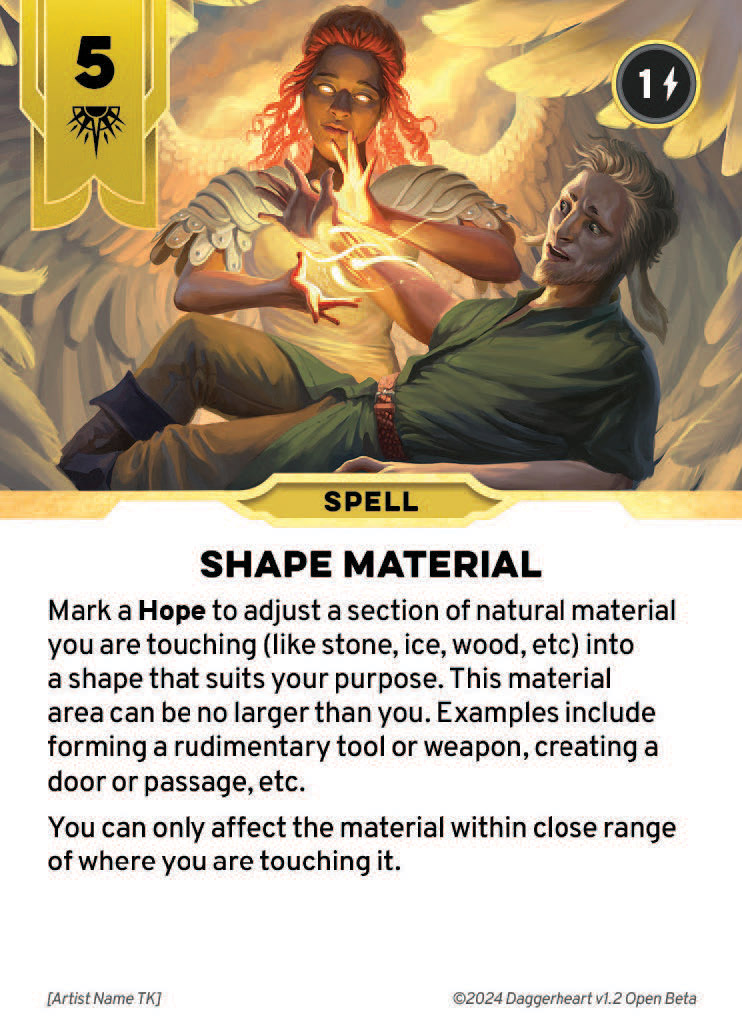 5
1
SPELL
SHAPE MATERIAL
Mark a Hope to adjust a section of natural material
you are touching (like stone, ice, wood, etc) into
a shape that suits your purpose. This material
area can be no larger than you. Examples include
forming a rudimentary tool or weapon, creating a
door or passage, etc.
You can only affect the material within close range
of where you are touching it.
[Artist Name TK]
©2024 Daggerheart v1.2 Open Beta